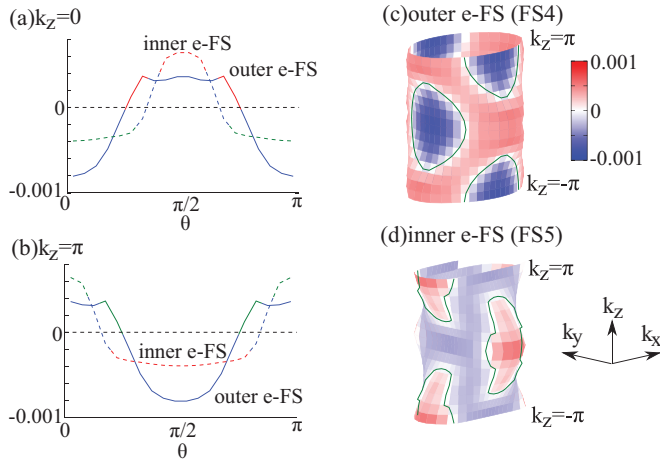 (a)k_z=0
inner e-FS
outer e-FS
0
-0.001
0
π/2
π
θ
(b)k_z=π
0
inner e-FS
outer e-FS
-0.001
0
π/2
π
θ
(c)outer e-FS (FS4)
k_z=π
0.001
0
-0.001
k_z=-π
(d)inner e-FS (FS5)
k_z=π
k_z
k_y
k_x
k_z=-π